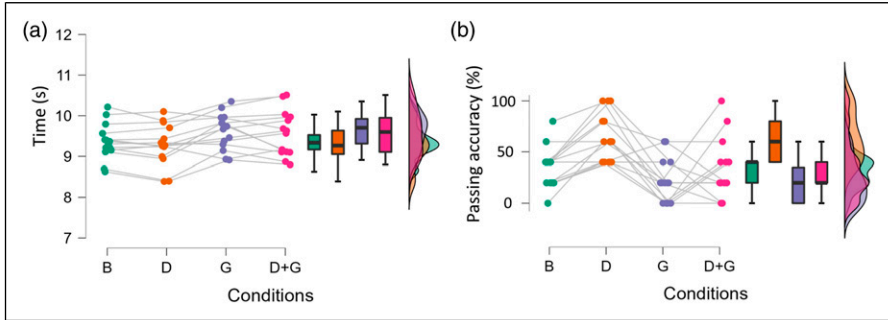 (a)
12
11
10
9
8
7
Time (s)
B D G D+G
Conditions
(b)
100
50
0
Passing accuracy (%)
B D G D+G
Conditions